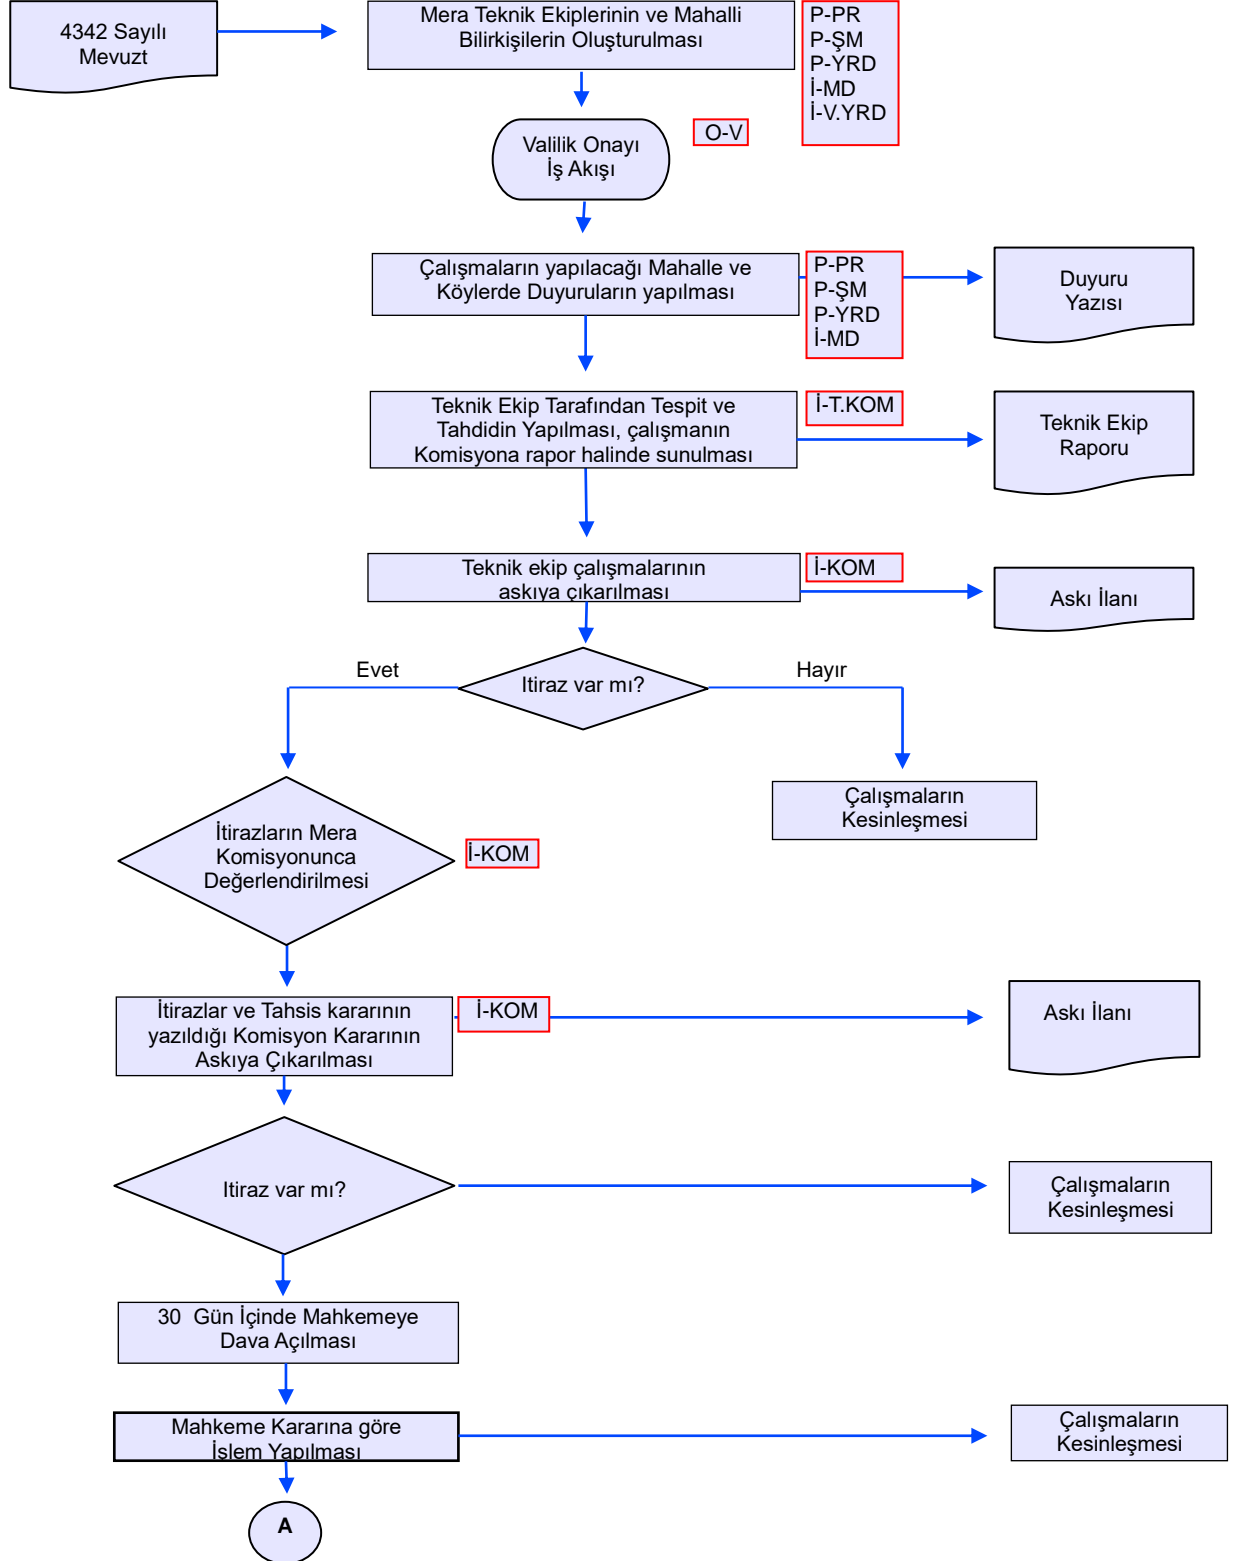 4342 Sayılı
Mevuzt
Mera Teknik Ekiplerinin ve Mahalli
Bilirkişilerin Oluşturulması
P-PR
P-ŞM
P-YRD
İ-MD
İ-V.YRD
Valilik Onayı
İş Akışı
O-V
Çalışmaların yapılacağı Mahalle ve
Köylerde Duyuruların yapılması
P-PR
P-ŞM
P-YRD
İ-MD
Duyuru
Yazısı
Teknik Ekip Tarafından Tespit ve
Tahdidin Yapılması, çalışmanın
Komisyona rapor halinde sunulması
İ-T.KOM
Teknik Ekip
Raporu
Teknik ekip çalışmalarının
askıya çıkarılması
İ-KOM
Askı İlanı
Evet
Itiraz var mı?
Hayır
Çalışmaların
Kesinleşmesi
İtirazların Mera
Komisyonunca
Değerlendirilmesi
İ-KOM
İtirazlar ve Tahsis kararının
yazıldığı Komisyon Kararının
Askıya Çıkarılması
İ-KOM
Askı İlanı
Itiraz var mı?
Çalışmaların
Kesinleşmesi
30 Gün İçinde Mahkemeye
Dava Açılması
Mahkeme Kararına göre
İşlem Yapılması
Çalışmaların
Kesinleşmesi
A